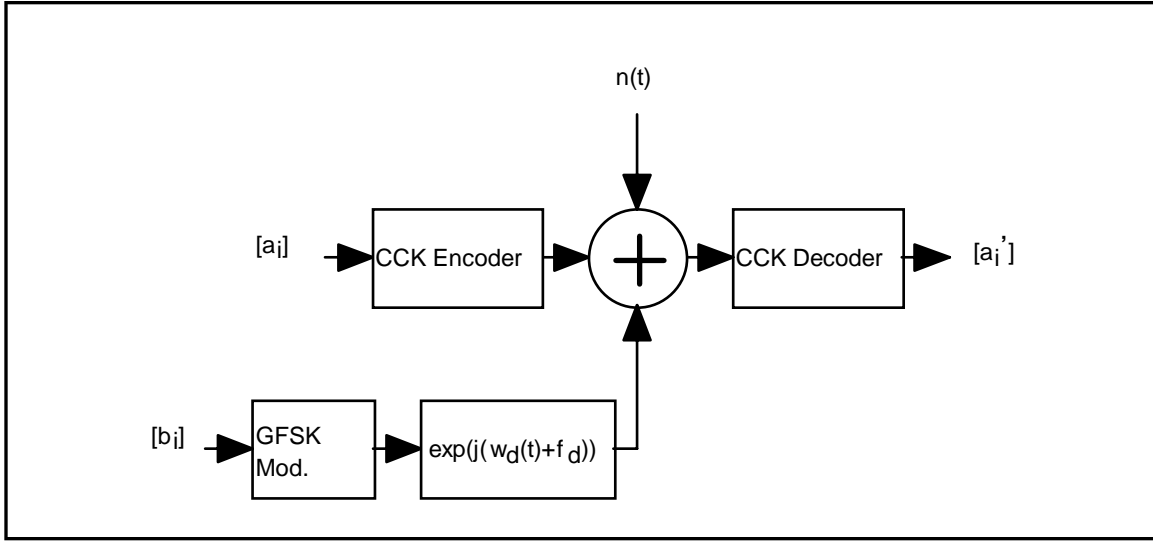 n(t)
[ai] CCK Encoder CCK Decoder [ai’]
[bi] GFSK Mod. exp(j(wd(t)+fd))